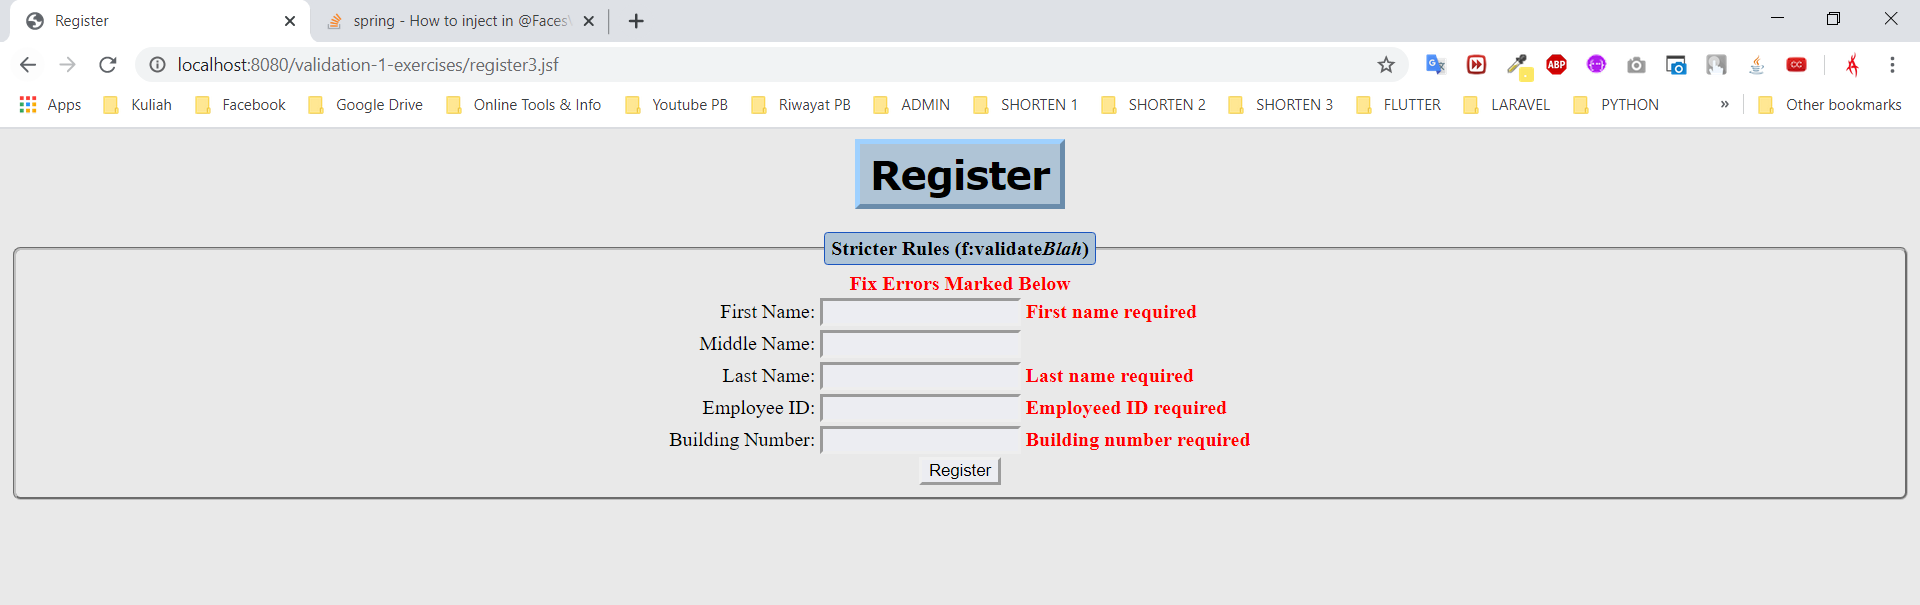 Register
spring - How to inject in @Faces
localhost:8080/validation-1-exercises/register3.jsf
ABP
CC
Apps Kuliah Facebook Google Drive Online Tools & Info Youtube PB Riwayat PB ADMIN SHORTEN 1 SHORTEN 2 SHORTEN 3 FLUTTER LARAVEL PYTHON » Other bookmarks
Register
Stricter Rules (f:validateBlah)
Fix Errors Marked Below
First Name: First name required
Middle Name:
Last Name: Last name required
Employee ID: Employeed ID required
Building Number: Building number required
Register